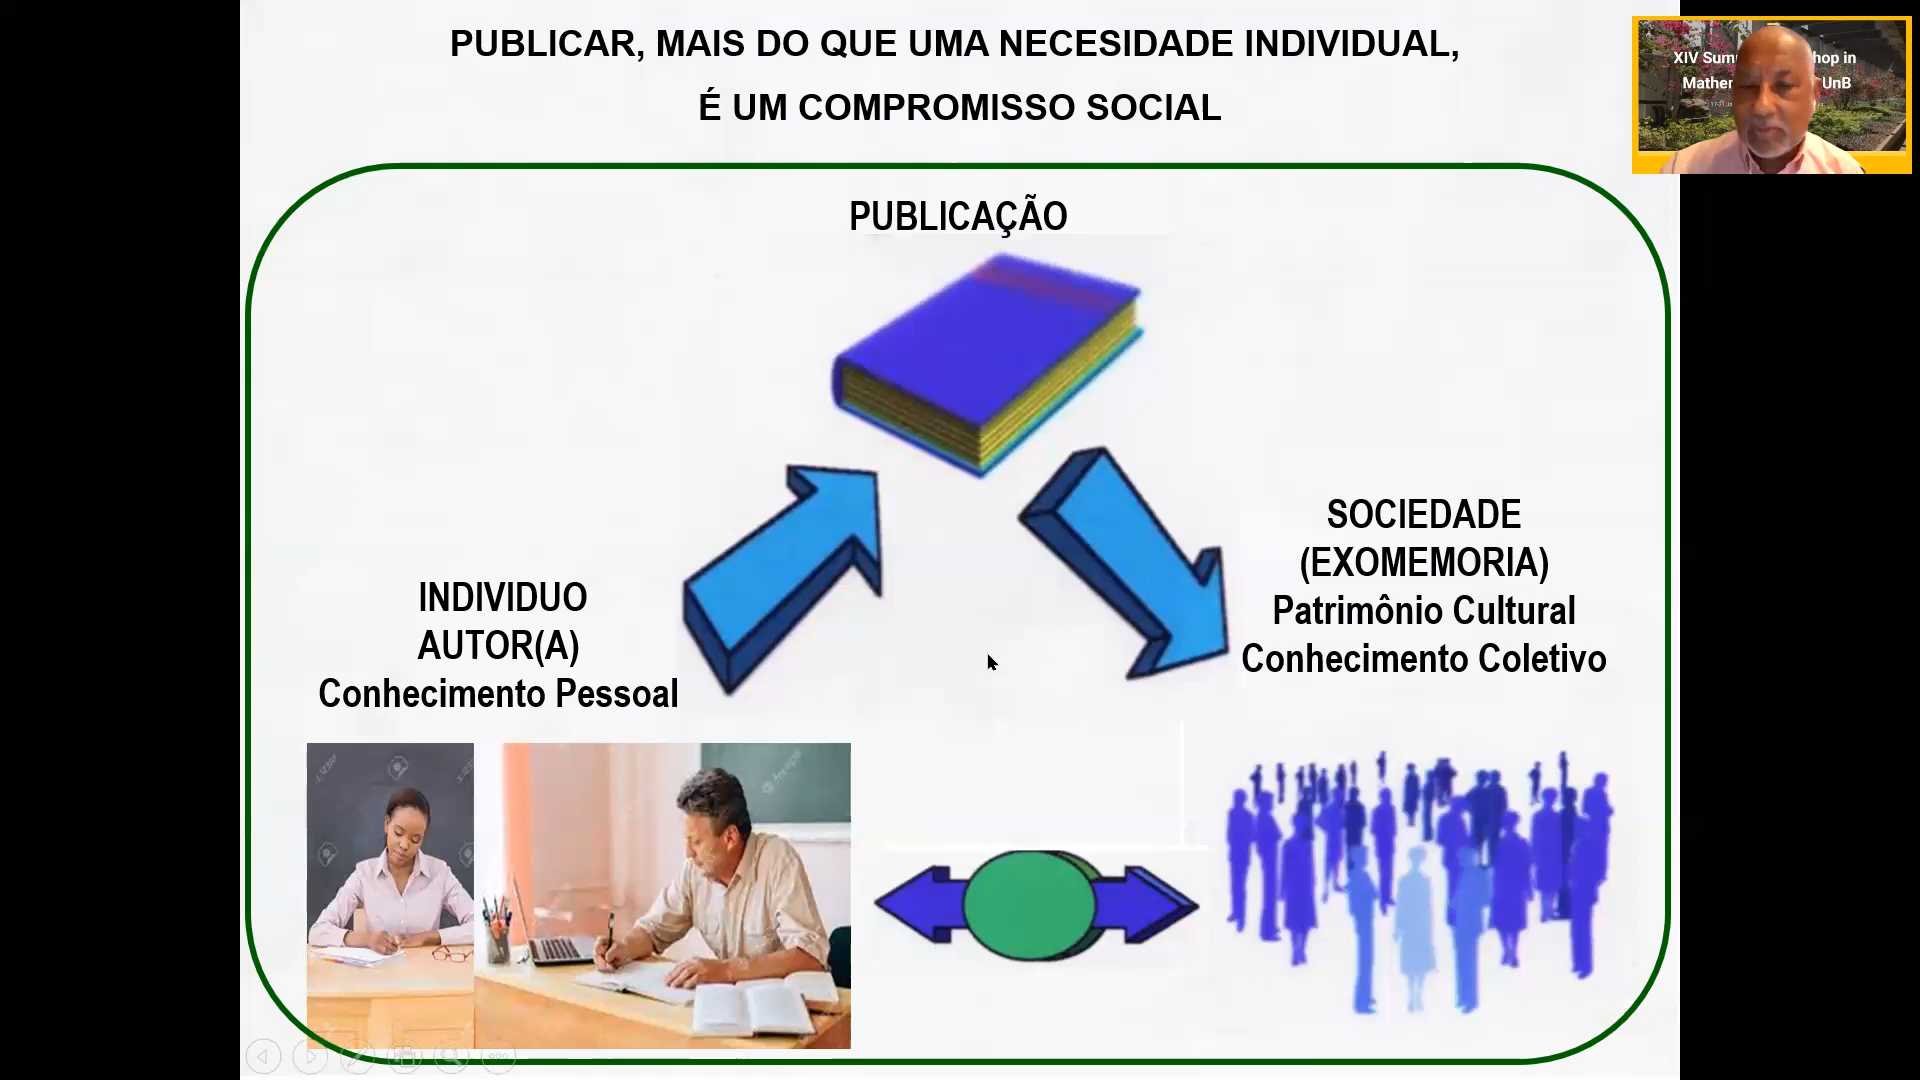 PUBLICAR, MAIS DO QUE UMA NECESIDADE INDIVIDUAL,
É UM COMPROMISSO SOCIAL
XIV Sum hop in
Mathe UnB
PUBLICAÇÃO
SOCIEDADE
(EXOMEMORIA)
Patrimônio Cultural
Conhecimento Coletivo
INDIVIDUO
AUTOR(A)
Conhecimento Pessoal